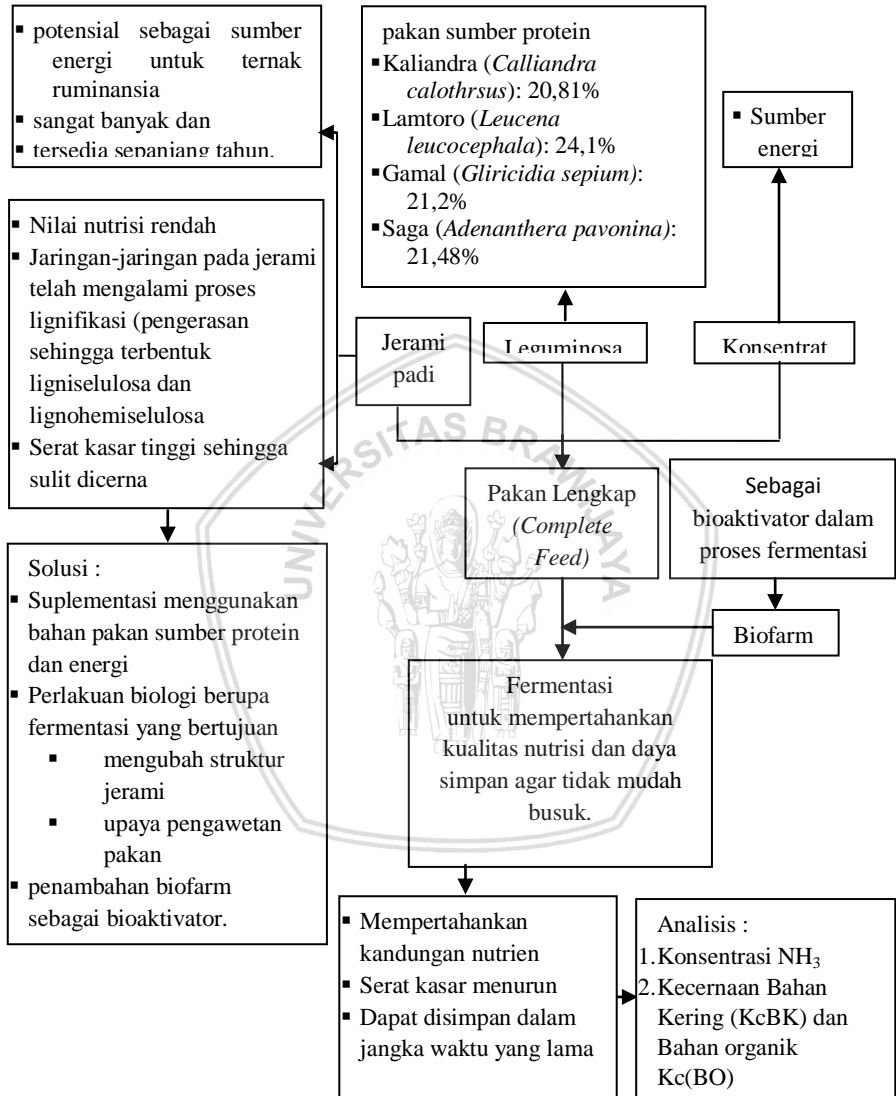 ▪ potensial sebagai sumber
energi untuk ternak
ruminansia
▪ sangat banyak dan
▪ tersedia sepanjang tahun.
pakan sumber protein
▪Kaliandra (Calliandra
calothrsus): 20,81%
▪Lamtoro (Leucena
leucocephala): 24,1%
▪Gamal (Gliricidia sepium):
21,2%
▪Saga (Adenanthera pavonina):
21,48%
▪ Sumber
energi
▪ Nilai nutrisi rendah
▪ Jaringan-jaringan pada jerami
telah mengalami proses
lignifikasi (pengerasan
sehingga terbentuk
ligniselulosa dan
lignohemiselulosa
▪ Serat kasar tinggi sehingga
sulit dicerna
Jerami
padi
Leguminosa
Konsentrat
Pakan Lengkap
(Complete
Feed)
Sebagai
bioaktivator dalam
proses fermentasi
Biofarm
Solusi :
▪ Suplementasi menggunakan
bahan pakan sumber protein
dan energi
▪ Perlakuan biologi berupa
fermentasi yang bertujuan
▪ mengubah struktur
jerami
▪ upaya pengawetan
pakan
▪ penambahan biofarm
sebagai bioaktivator.
Fermentasi
untuk mempertahankan
kualitas nutrisi dan daya
simpan agar tidak mudah
busuk.
▪ Mempertahankan
kandungan nutrien
▪ Serat kasar menurun
▪ Dapat disimpan dalam
jangka waktu yang lama
Analisis :
1.Konsentrasi NH₃
2.Kecernaan Bahan
Kering (KcBK) dan
Bahan organik
Kc(BO)
UNIVERSITAS BRAWIJAYA